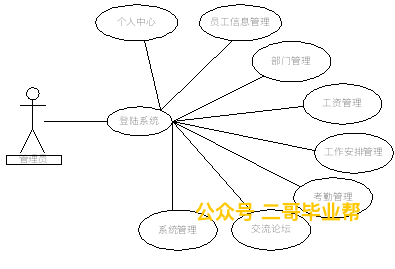 个人中心
员工信息管理
部门管理
工资管理
登陆系统
工作安排管理
管理员
考勤管理
公众号 二哥毕业帮
系统管理
交流论坛